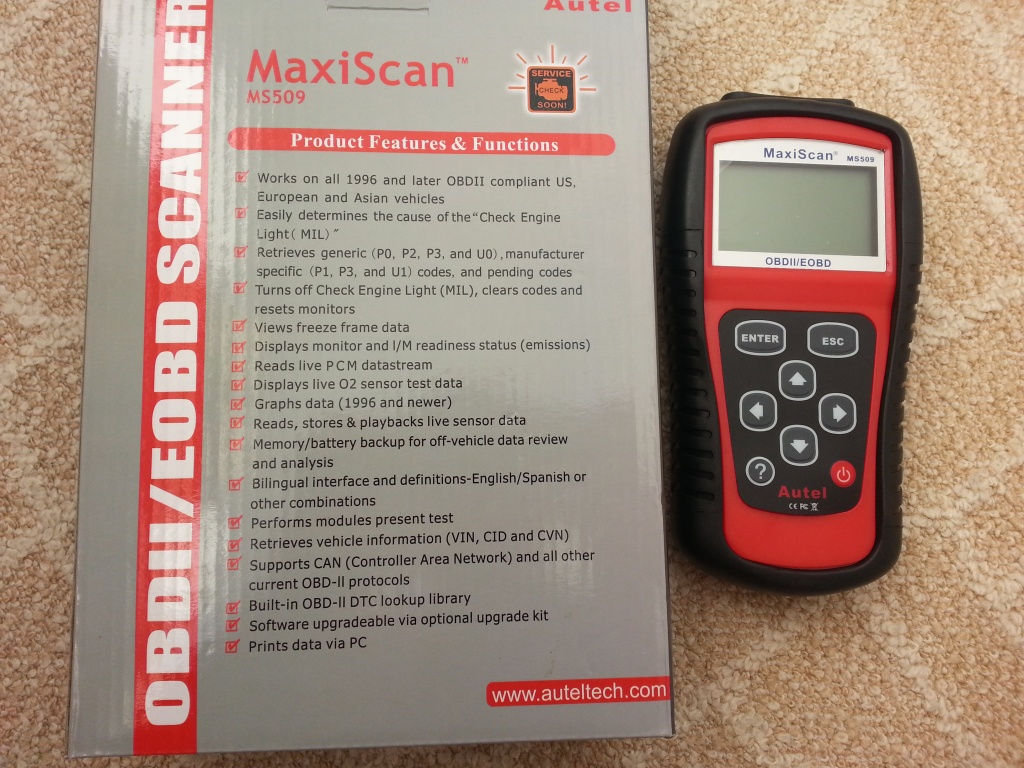 Autel
OBDII/EOBD SCANNER
MaxiScan™
MS509
SERVICE
CHECK
SOON!
Product Features & Functions
Works on all 1996 and later OBDII compliant US,
European and Asian vehicles
Easily determines the cause of the“Check Engine
Light( MIL) ”
Retrieves generic (P0, P2, P3, and U0),manufacturer
specific (P1, P3, and U1) codes, and pending codes
Turns off Check Engine Light (MIL), clears codes and
resets monitors
Views freeze frame data
Displays monitor and I/M readiness status (emissions)
Reads live PCM datastream
Displays live O2 sensor test data
Graphs data (1996 and newer)
Reads, stores & playbacks live sensor data
Memory/battery backup for off-vehicle data review
and analysis
Bilingual interface and definitions-English/Spanish or
other combinations
Performs modules present test
Retrieves vehicle information (VIN, CID and CVN)
Supports CAN (Controller Area Network) and all other
current OBD-II protocols
Built-in OBD-II DTC lookup library
Software upgradeable via optional upgrade kit
Prints data via PC
www.auteltech.com
MaxiScan® MS509
OBDII/EOBD
ENTER
ESC
?
Autel
CE FC